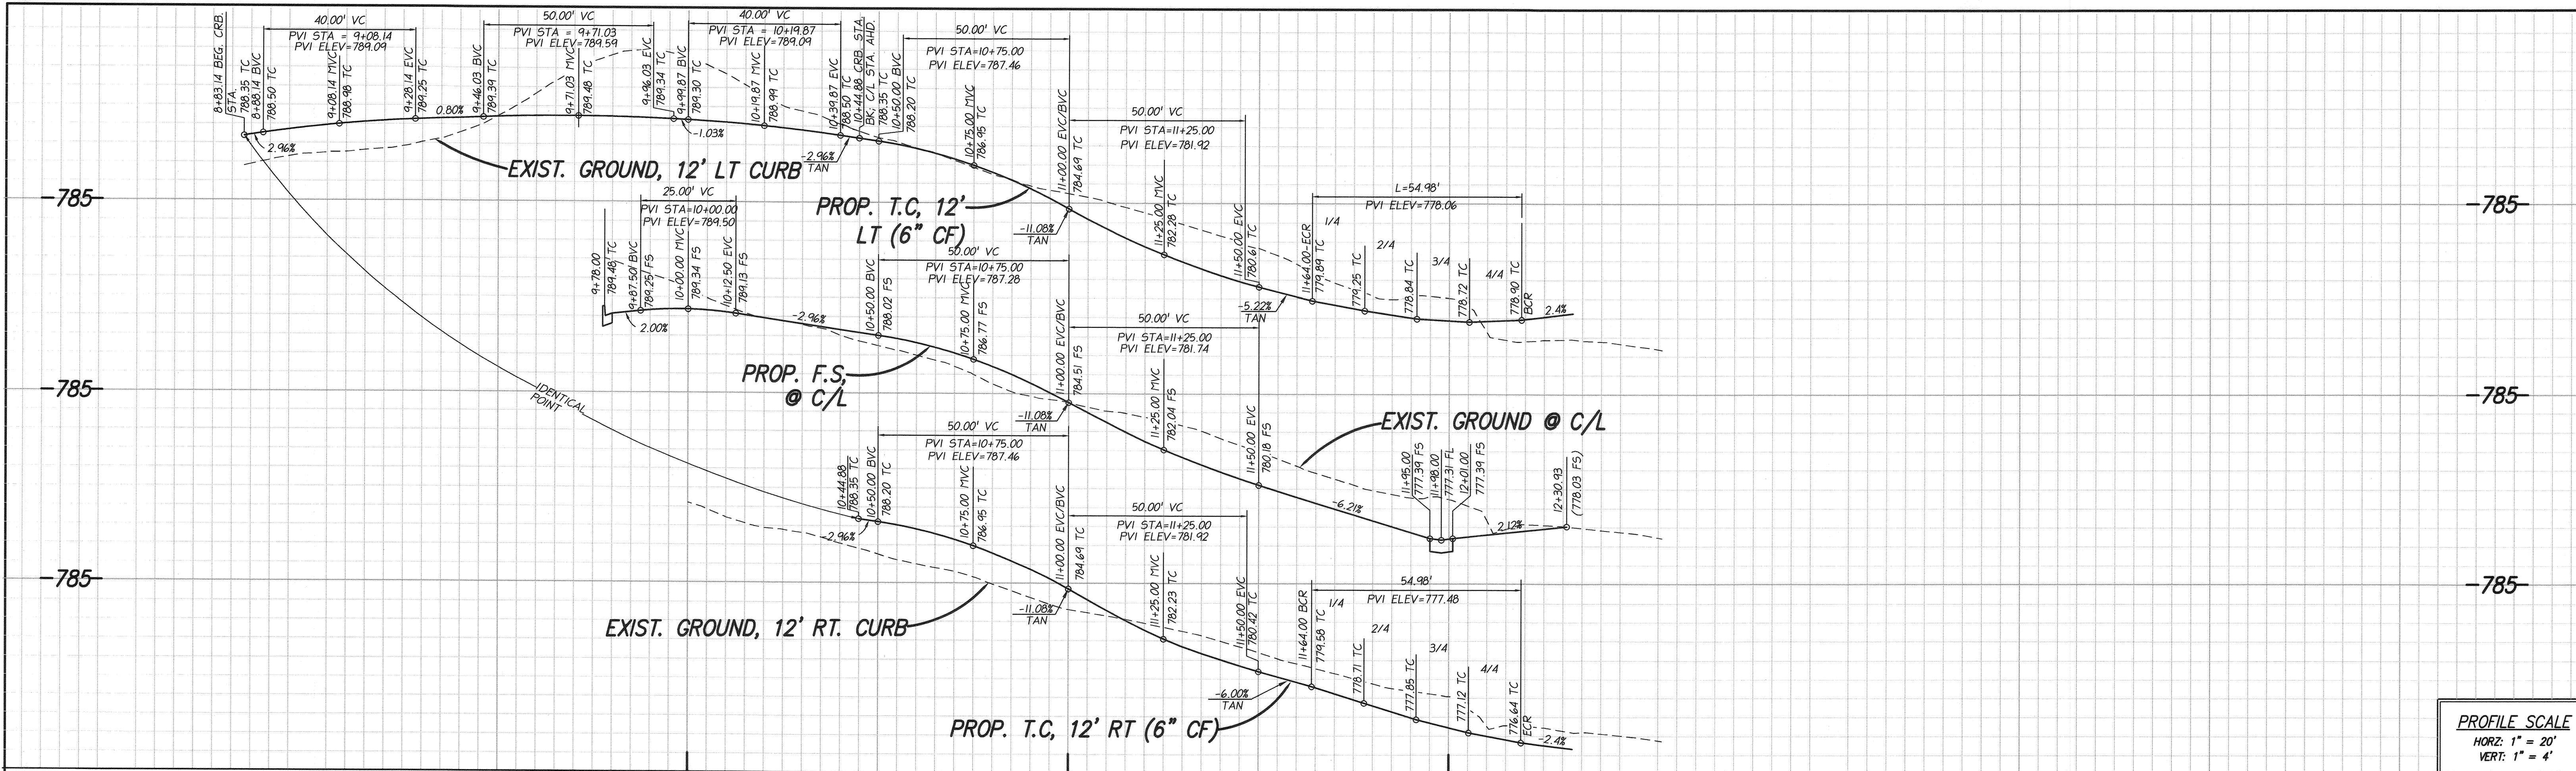 40.00' VC
PVI STA = 9+08.14
PVI ELEV=789.09
50.00' VC
PVI STA = 9+71.03
PVI ELEV=789.59
40.00' VC
PVI STA = 10+19.87
PVI ELEV=789.09
50.00' VC
PVI STA=10+75.00
PVI ELEV=787.46
8+83.14 BEG. CRB.
STA.
788.35 TC
8+88.14 BVC
788.50 TC
9+08.14 MVC
788.98 TC
9+28.14 EVC
789.25 TC
0.80%
9+46.03 BVC
789.39 TC
9+71.03 MVC
789.48 TC
9+96.03 EVC
789.34 TC
9+99.87 BVC
789.30 TC
-1.03%
10+19.87 MVC
788.99 TC
10+39.87 EVC
788.50 TC
10+44.88 CRB. STA.
BK; C/L STA. AHD.
788.35 TC
10+50.00 BVC
788.20 TC
10+75.00 MVC
786.95 TC
11+00.00 EVC/BVC
784.69 TC
50.00' VC
PVI STA=11+25.00
PVI ELEV=781.92
11+25.00 MVC
782.28 TC
11+50.00 EVC
780.61 TC
L=54.98'
PVI ELEV=778.06
11+64.00-ECR
779.89 TC
1/4
779.25 TC
2/4
778.84 TC
3/4
778.72 TC
4/4
778.90 TC
BCR
2.4%
2.96%
-2.96%
TAN
-11.08%
TAN
-5.22%
TAN
EXIST. GROUND, 12' LT CURB
PROP. T.C, 12'
LT (6" CF)
-785-
-785-
25.00' VC
PVI STA=10+00.00
PVI ELEV=789.50
9+78.00
789.48' TC
9+87.50' BVC
789.25' FS
10+00.00 MVC
789.34 FS
10+12.50 EVC
789.13 FS
2.00%
-2.96%
50.00' VC
PVI STA=10+75.00
PVI ELEV=787.28
10+50.00 BVC
788.02 FS
10+75.00 MVC
786.77 FS
11+00.00 EVC/BVC
784.51 FS
50.00' VC
PVI STA=11+25.00
PVI ELEV=781.74
11+25.00 MVC
782.04 FS
11+50.00 EVC
780.18 FS
-11.08%
TAN
-6.21%
11+95.00
777.39 FS
11+98.00
777.31 FL
12+01.00
777.39 FS
2.12%
12+30.93
(778.03 FS)
PROP. F.S,
@ C/L
EXIST. GROUND @ C/L
-785-
-785-
IDENTICAL
POINT
50.00' VC
PVI STA=10+75.00
PVI ELEV=787.46
10+44.88
788.35 TC
10+50.00 BVC
788.20 TC
10+75.00 MVC
786.95 TC
11+00.00 EVC/BVC
784.69 TC
-2.96%
-11.08%
TAN
50.00' VC
PVI STA=11+25.00
PVI ELEV=781.92
111+25.00 MVC
782.23 TC
11+50.00 EVC
780.42 TC
54.98'
PVI ELEV=777.48
11+64.00 BCR
779.58 TC
1/4
778.71 TC
2/4
777.85 TC
3/4
777.12 TC
4/4
776.64 TC
ECR
-2.4%
-6.00%
TAN
EXIST. GROUND, 12' RT. CURB
PROP. T.C, 12' RT (6" CF)
-785-
-785-
PROFILE SCALE
HORZ: 1" = 20'
VERT: 1" = 4'